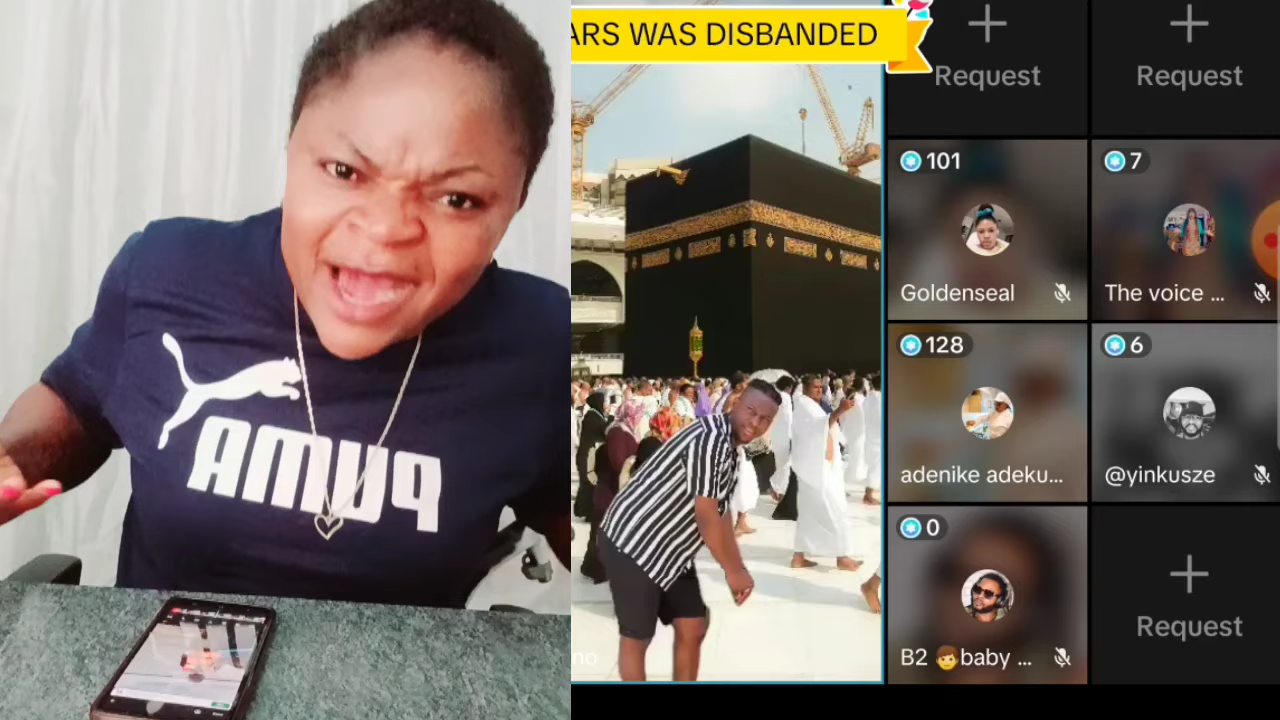 PUMA
ARS WAS DISBANDED
Request
Request
101
7
Goldenseal
The voice ...
128
6
adenike adeku...
@yinkusze
0
B2 👦baby ...
Request
no